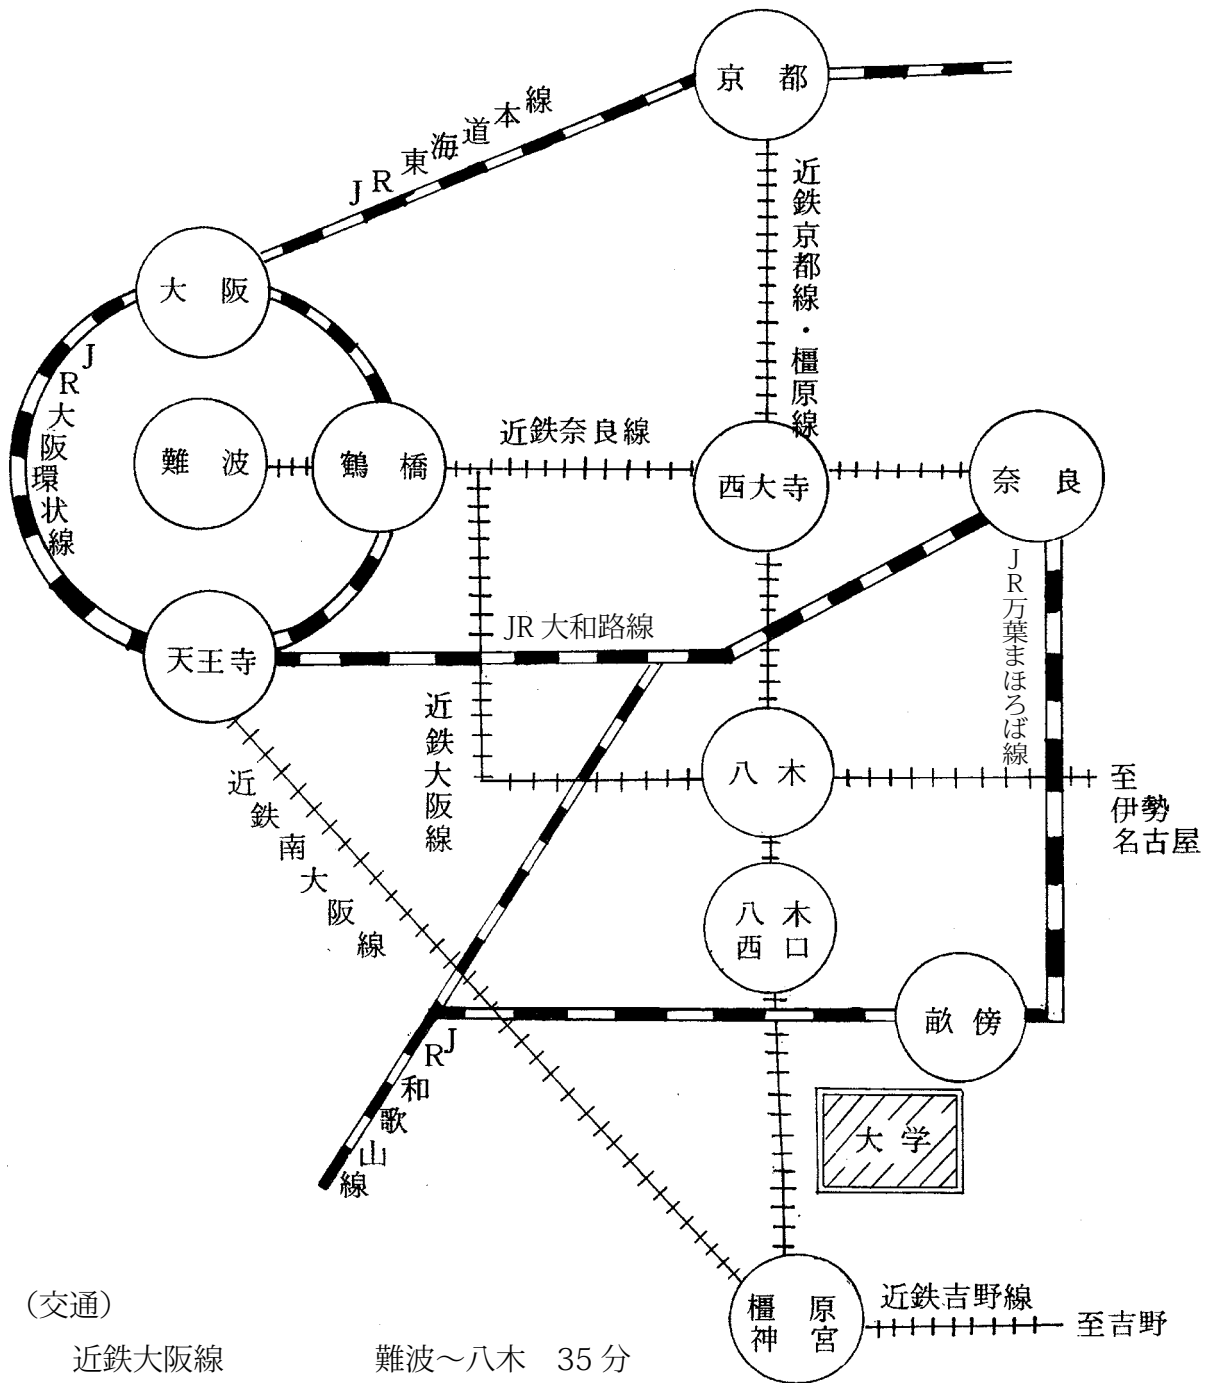 京都
JR東海道本線
近鉄京都線・橿原線
大阪
JR大阪環状線
難波
鶴橋
近鉄奈良線
西大寺
奈良
JR万葉まほろば線
天王寺
JR大和路線
近鉄大阪線
近鉄南大阪線
八木
至
伊勢
名古屋
八木
西口
畝傍
JR和歌山線
大学
橿原
神宮
近鉄吉野線
至吉野
(交通)
近鉄大阪線 難波～八木 35分